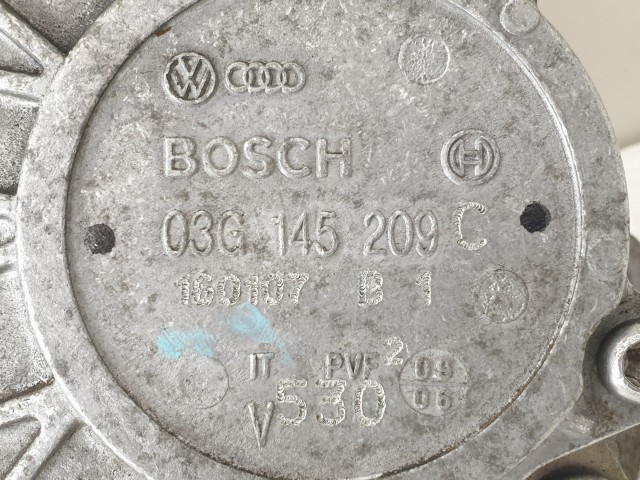 BOSCH
03G 145 209 C
160107 B 1
IT PVF 2 09
V 530 06